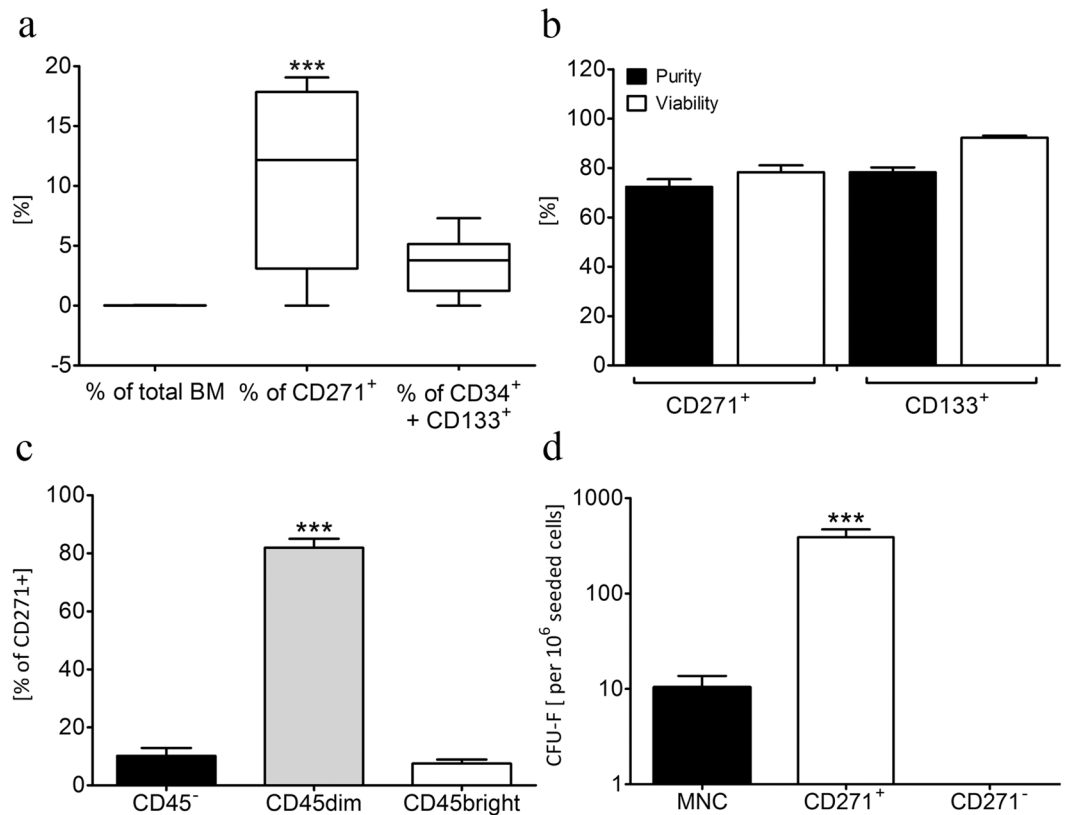 a
20
15
10
5
0
-5
[%]
***
% of total BM
% of CD271⁺
% of CD34⁺
+ CD133⁺
b
120
100
80
60
40
20
0
[%]
Purity
Viability
CD271⁺
CD133⁺
c
100
80
60
40
20
0
[% of CD271+]
***
CD45⁻
CD45dim
CD45bright
d
1000
100
10
1
CFU-F [ per 10⁶ seeded cells]
***
MNC
CD271⁺
CD271⁻